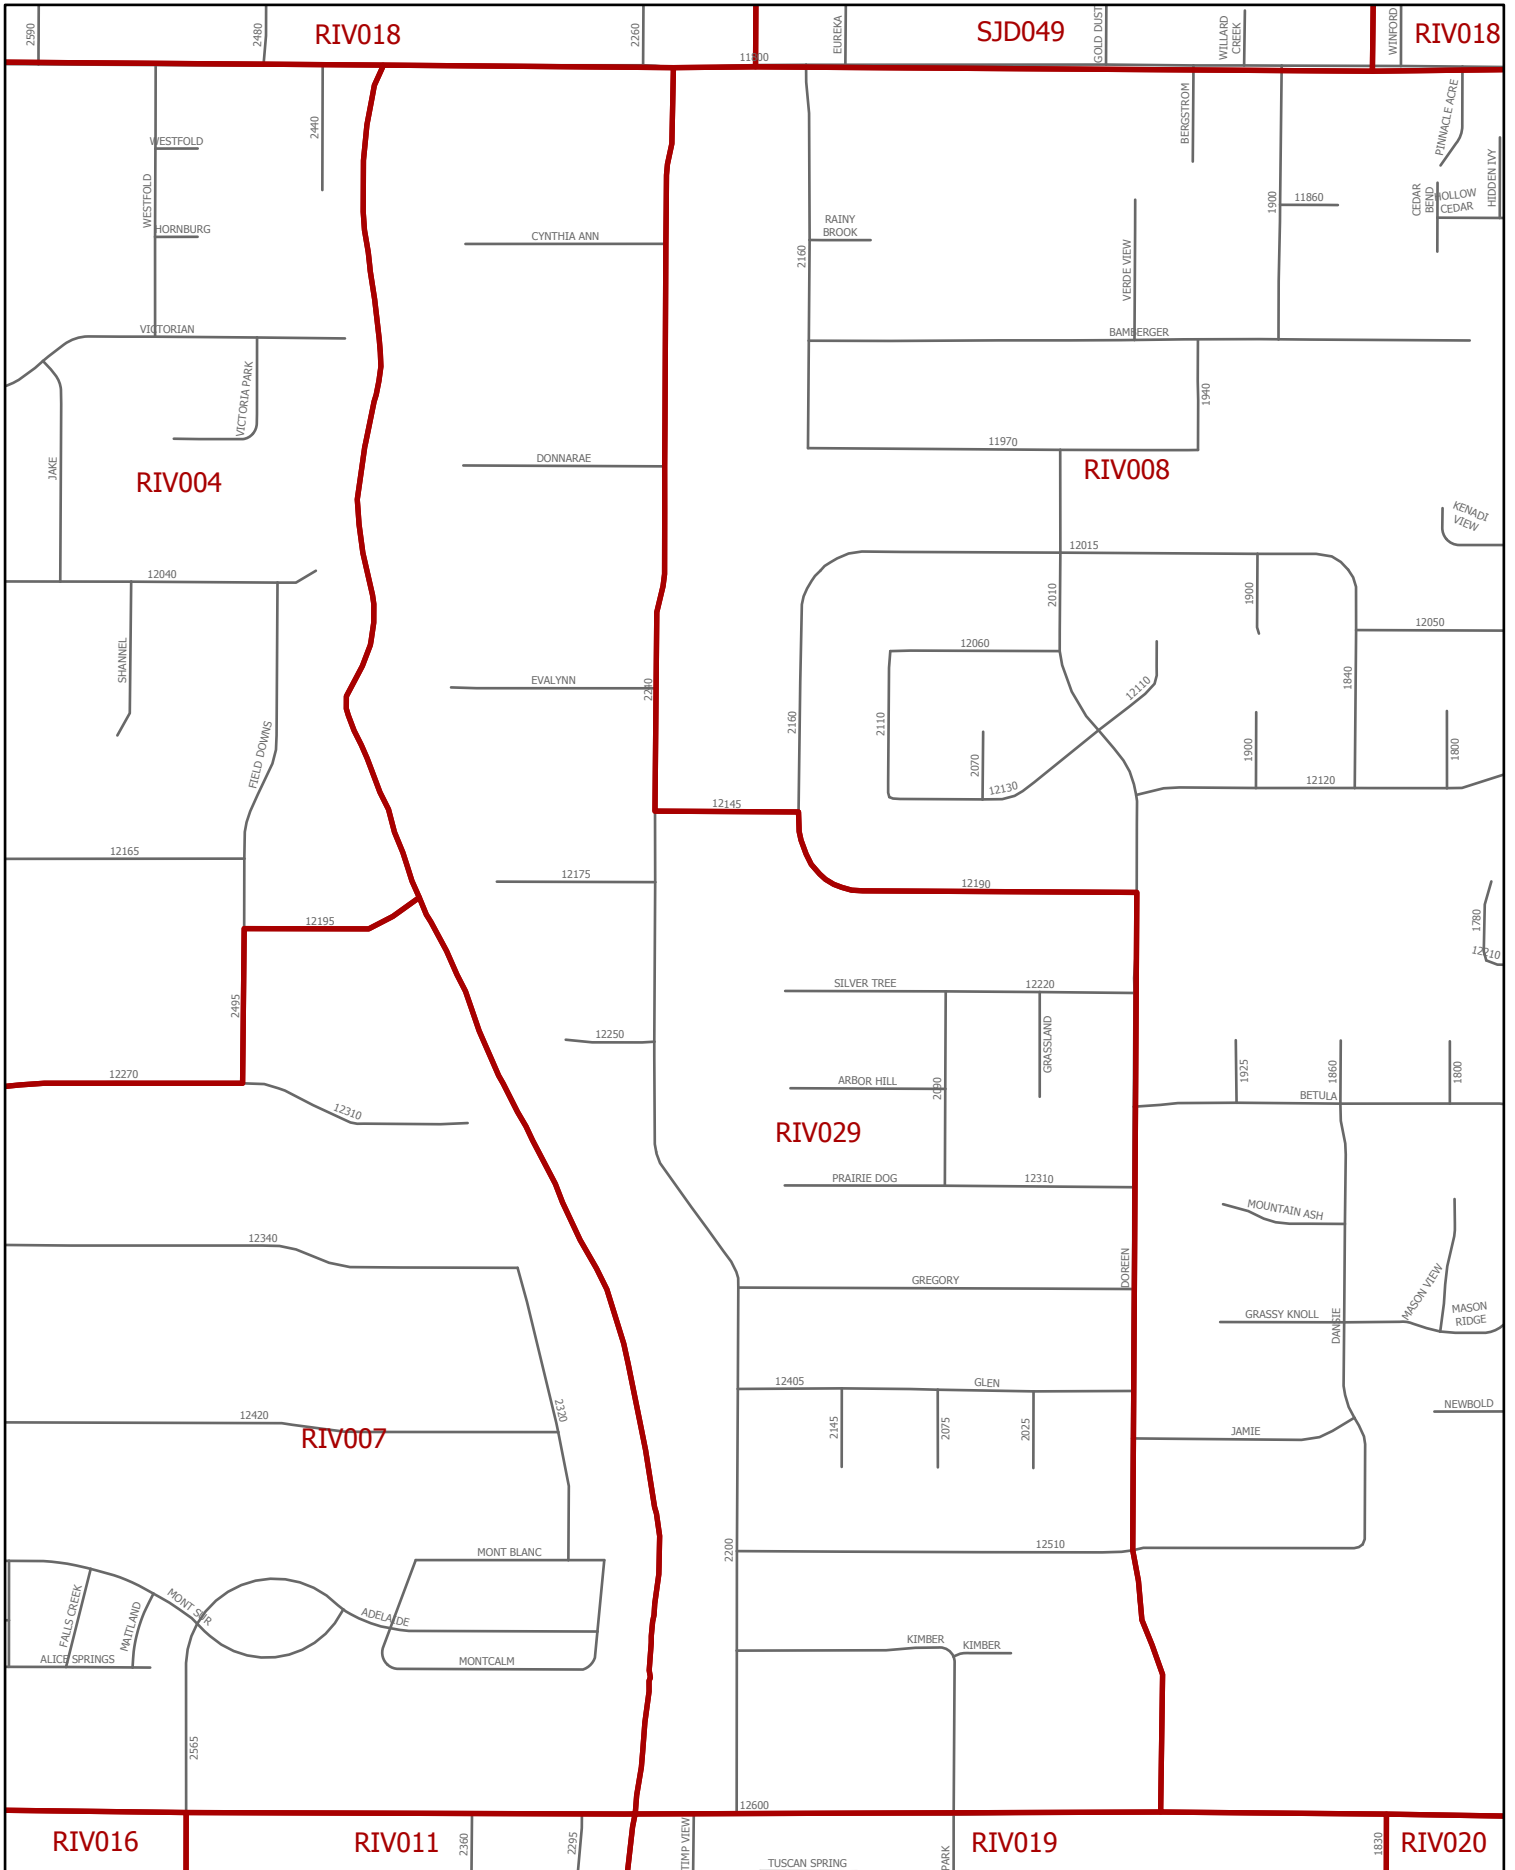 2590
2480
RIV018
2260
EUREKA
SJD049
GOLD DUST
WILLARD
CREEK
WINFORD
RIV018
11800
WESTFOLD
2440
WESTFOLD
HORNBURG
CYNTHIA ANN
RAINY
BROOK
2160
BERGSTROM
VERDE VIEW
1900
11860
PINNACLE ACRE
HIDDEN IVY
CEDAR
BEND
HOLLOW
CEDAR
VICTORIAN
BAMBERGER
VICTORIA PARK
1940
JAKE
RIV004
DONNARAE
11970
RIV008
KENADI
VIEW
12040
12015
2010
1900
SHANNEL
12060
12050
EVALYNN
2240
12110
1840
FIELD DOWNS
2160
2110
2070
12130
1900
1800
12120
12145
12165
12175
12190
12195
1780
12210
2495
SILVER TREE
12220
12250
GRASSLAND
12270
ARBOR HILL
2090
1925
1860
1800
BETULA
12310
RIV029
PRAIRIE DOG
12310
MOUNTAIN ASH
12340
DOREEN
GREGORY
MASON VIEW
GRASSY KNOLL
DANSIE
MASON
RIDGE
12405
GLEN
2320
12420
RIV007
2145
2075
2025
NEWBOLD
JAMIE
MONT BLANC
2200
12510
FALLS CREEK
MAITLAND
MONT SUR
ADELAIDE
KIMBER
KIMBER
ALICE SPRINGS
MONTCALM
2565
12600
RIV016
RIV011
2360
2295
TIMP VIEW
TUSCAN SPRING
PARK
RIV019
1830
RIV020